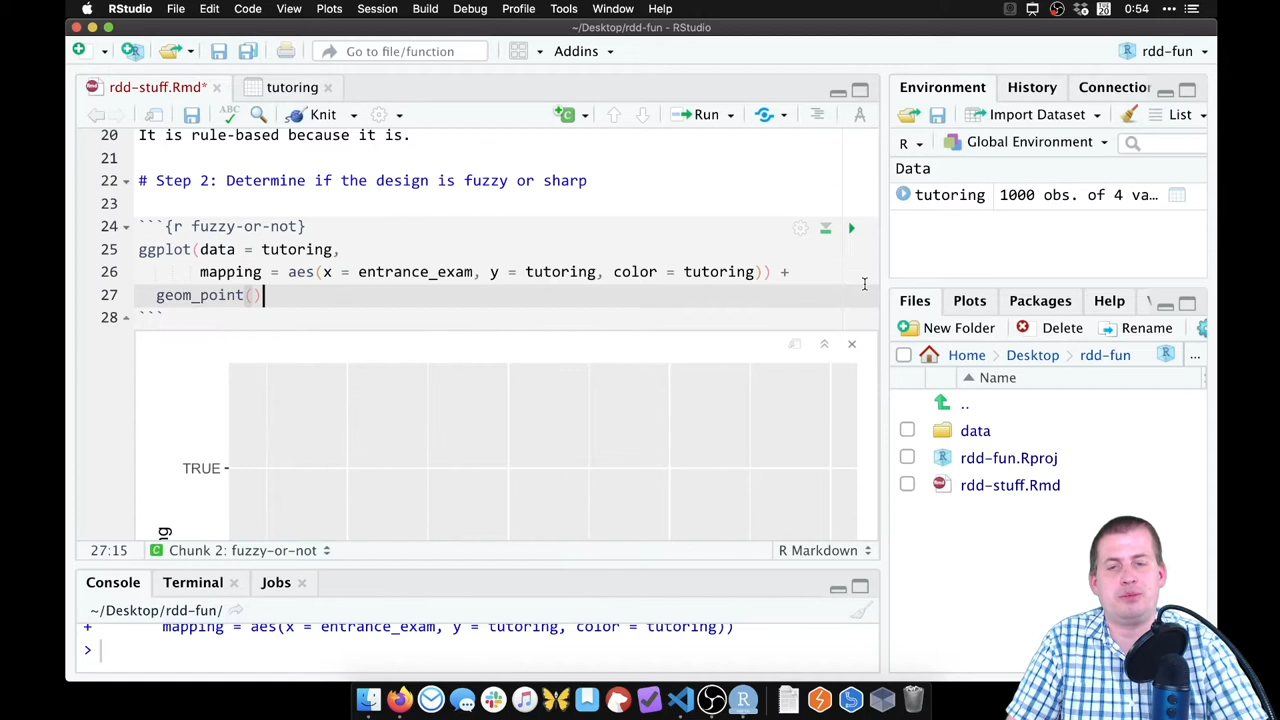 RStudio File Edit Code View Plots Session Build Debug Profile Tools Window Help 0:54
~/Desktop/rdd-fun - RStudio
Go to file/function Addins rdd-fun
rdd-stuff.Rmd* tutoring
Knit Run
20 It is rule-based because it is.
21
22 # Step 2: Determine if the design is fuzzy or sharp
23
24 ```{r fuzzy-or-not}
25 ggplot(data = tutoring,
26 mapping = aes(x = entrance_exam, y = tutoring, color = tutoring)) +
27 geom_point()
28 ```
TRUE
ng
27:15 Chunk 2: fuzzy-or-not R Markdown
Console Terminal Jobs
~/Desktop/rdd-fun/
+ mapping = aes(x = entrance_exam, y = tutoring, color = tutoring))
>
Environment History Connectio
Import Dataset List
R Global Environment
Data
tutoring 1000 obs. of 4 va…
Files Plots Packages Help
New Folder Delete Rename
Home Desktop rdd-fun ...
Name
..
data
rdd-fun.Rproj
rdd-stuff.Rmd